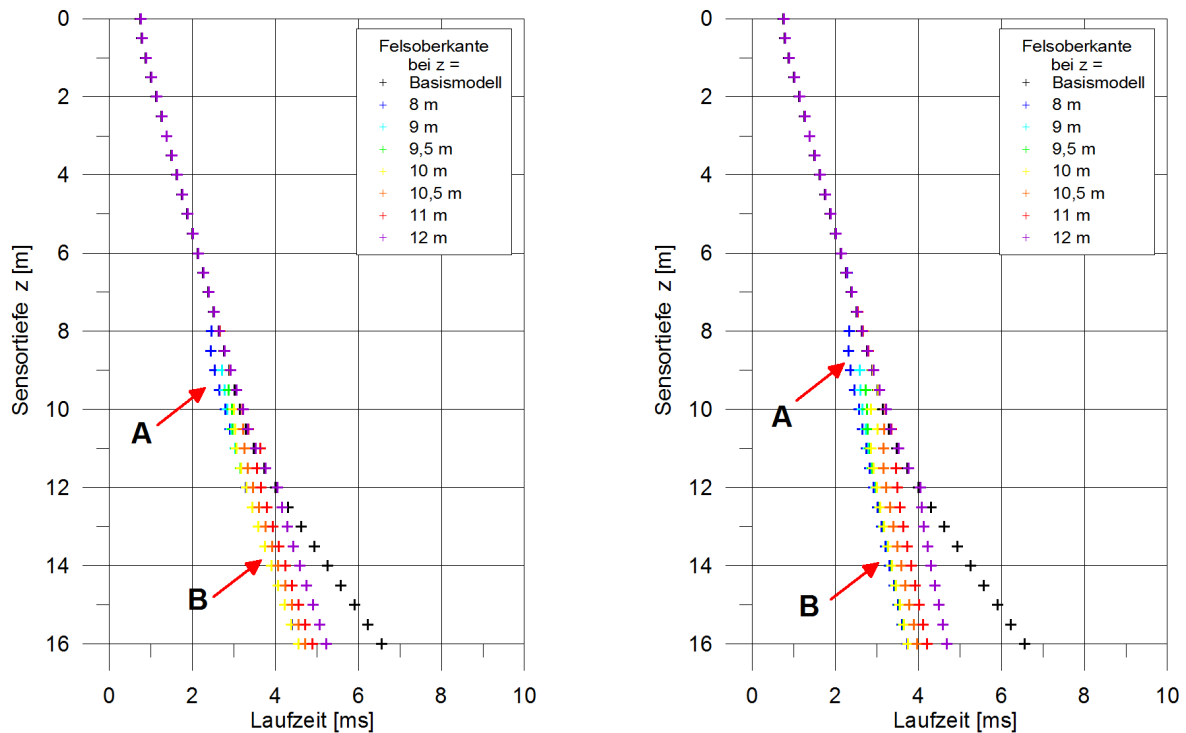 0
2
4
6
8
10
12
14
16
Sensortiefe z [m]
Felsoberkante
bei z =
Basismodell
8 m
9 m
9,5 m
10 m
10,5 m
11 m
12 m
A
B
0 2 4 6 8 10
Laufzeit [ms]
0
2
4
6
8
10
12
14
16
Sensortiefe z [m]
Felsoberkante
bei z =
Basismodell
8 m
9 m
9,5 m
10 m
10,5 m
11 m
12 m
A
B
0 2 4 6 8 10
Laufzeit [ms]